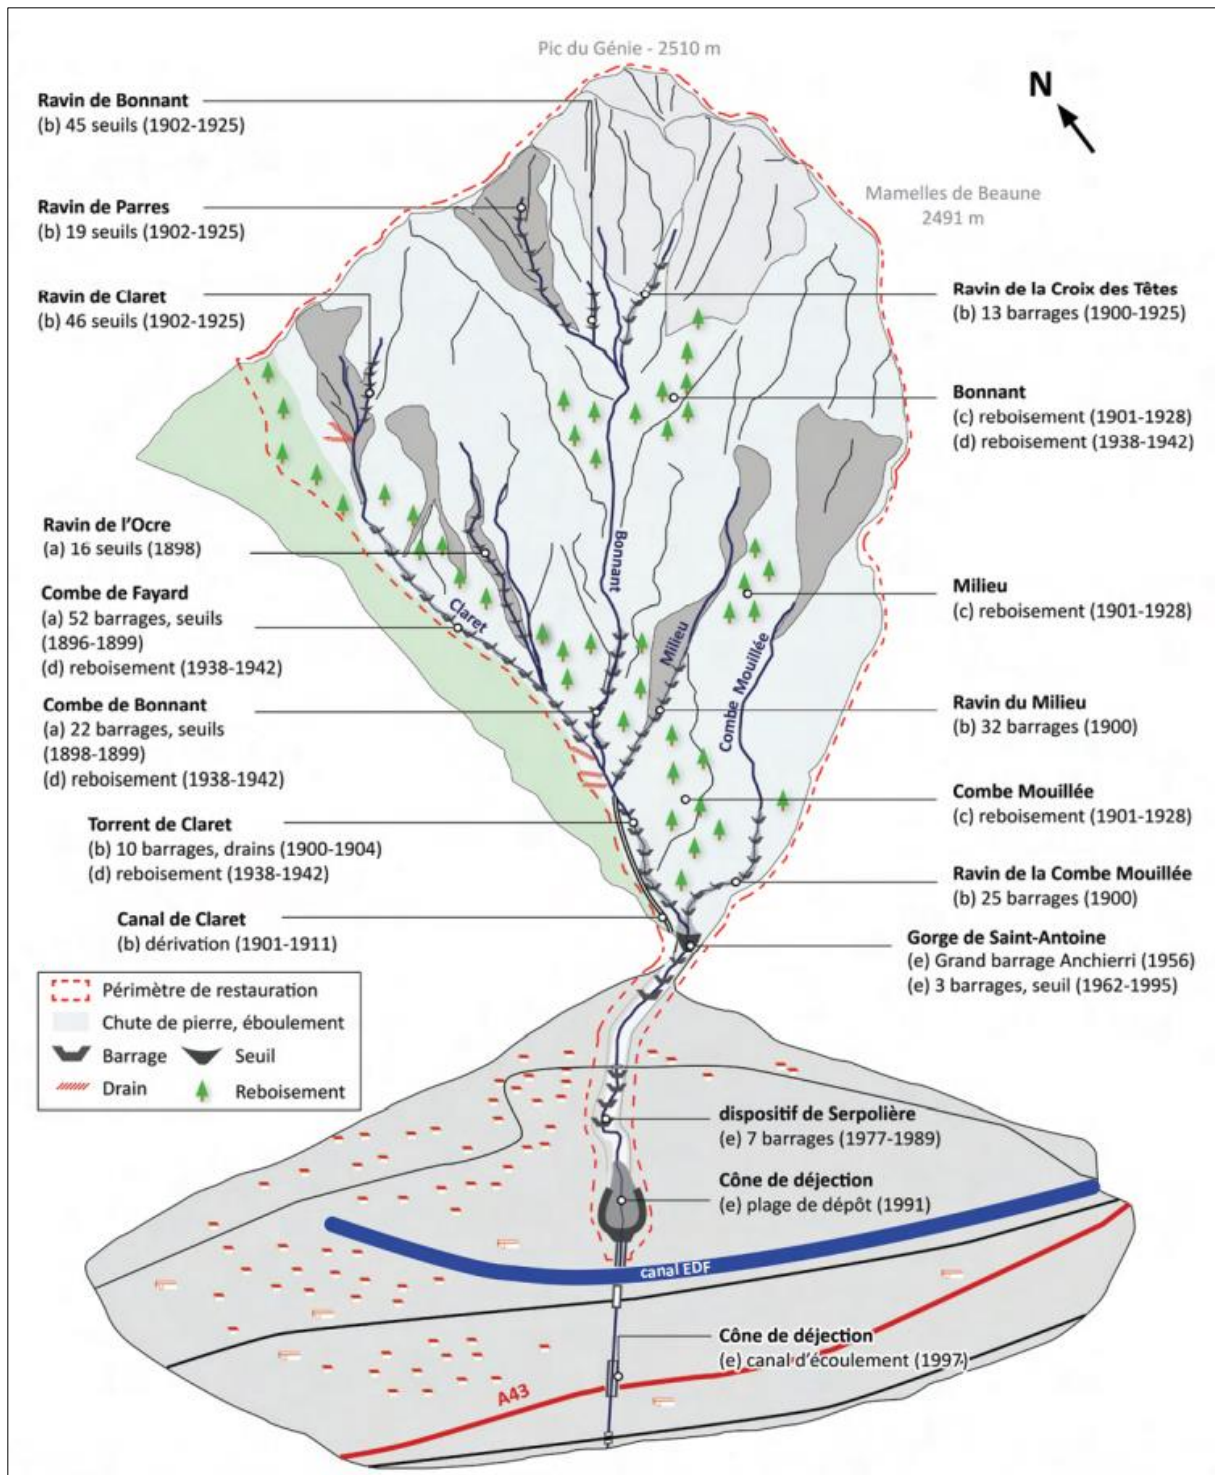 Pic du Génie - 2510 m
N
Ravin de Bonnant
(b) 45 seuils (1902-1925)
Mamelles de Beaune
2491 m
Ravin de Parres
(b) 19 seuils (1902-1925)
Ravin de Claret
(b) 46 seuils (1902-1925)
Ravin de la Croix des Têtes
(b) 13 barrages (1900-1925)
Bonnant
(c) reboisement (1901-1928)
(d) reboisement (1938-1942)
Ravin de l'Ocre
(a) 16 seuils (1898)
Combe de Fayard
(a) 52 barrages, seuils
(1896-1899)
(d) reboisement (1938-1942)
Combe de Bonnant
(a) 22 barrages, seuils
(1898-1899)
(d) reboisement (1938-1942)
Bonnant
Claret
Milieu
Combe Mouillée
Milieu
(c) reboisement (1901-1928)
Ravin du Milieu
(b) 32 barrages (1900)
Combe Mouillée
(c) reboisement (1901-1928)
Torrent de Claret
(b) 10 barrages, drains (1900-1904)
(d) reboisement (1938-1942)
Ravin de la Combe Mouillée
(b) 25 barrages (1900)
Canal de Claret
(b) dérivation (1901-1911)
Gorge de Saint-Antoine
(e) Grand barrage Anchierri (1956)
(e) 3 barrages, seuil (1962-1995)
Périmètre de restauration
Chute de pierre, éboulement
Barrage
Seuil
Drain
Reboisement
dispositif de Serpolière
(e) 7 barrages (1977-1989)
Cône de déjection
(e) plage de dépôt (1991)
canal EDF
Cône de déjection
(e) canal d'écoulement (1997)
A43